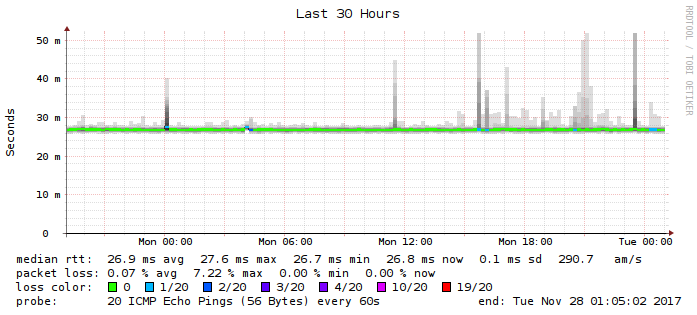 Last 30 Hours
RRDTOOL / TOBI OETIKER
Seconds
50 m
40 m
30 m
20 m
10 m
0
Mon 00:00 Mon 06:00 Mon 12:00 Mon 18:00 Tue 00:00
median rtt: 26.9 ms avg 27.6 ms max 26.7 ms min 26.8 ms now 0.1 ms sd 290.7 am/s
packet loss: 0.07 % avg 7.22 % max 0.00 % min 0.00 % now
loss color: 0 1/20 2/20 3/20 4/20 10/20 19/20
probe: 20 ICMP Echo Pings (56 Bytes) every 60s end: Tue Nov 28 01:05:02 2017